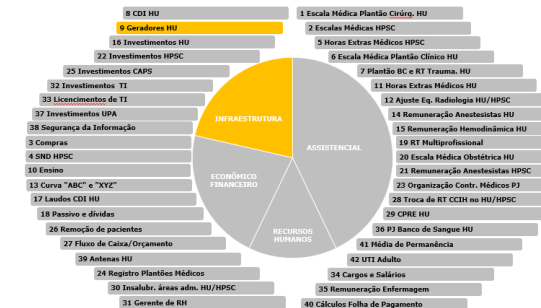 8 CDI HU
9 Geradores HU
16 Investimentos HU
22 Investimentos HPSC
25 Investimentos CAPS
32 Investimentos  TI
33 Licencimentos de TI
37 Investimentos UPA
38 Segurança da Informação
3 Compras
4 SND HPSC
10 Ensino
13 Curva "ABC" e "XYZ"
17 Laudos CDI HU
18 Passivo e dívidas
26 Remoção de pacientes
27 Fluxo de Caixa/Orçamento
39 Antenas HU
24 Registro Plantões Médicos
30 Insalubr. áreas adm. HU/HPSC
31 Gerente de RH
INFRAESTRUTURA
ASSISTENCIAL
ECONÔMICO
FINANCEIRO
RECURSOS
HUMANOS
1 Escala Médica Plantão Cirúrg. HU
2 Escalas Médicas HPSC
5 Horas Extras Médicos HPSC
6 Escala Médica Plantão Clínico HU
7 Plantão BC e RT Trauma. HU
11 Horas Extras Médicos HU
12 Ajuste Eq. Radiologia HU/HPSC
14 Remuneração Anestesistas HU
15 Remuneração Hemodinâmica HU
19 RT Multiprofissional
20 Escala Médica Obstétrica HU
21 Remuneração Anestesistas HPSC
23 Organização Contr. Médicos PJ
28 Troca de RT CCIH no HU/HPSC
29 CPRE HU
36 PJ Banco de Sangue HU
41 Média de Permanência
42 UTI Adulto
34 Cargos e Salários
35 Remuneração Enfermagem
40 Cálculos Folha de Pagamento